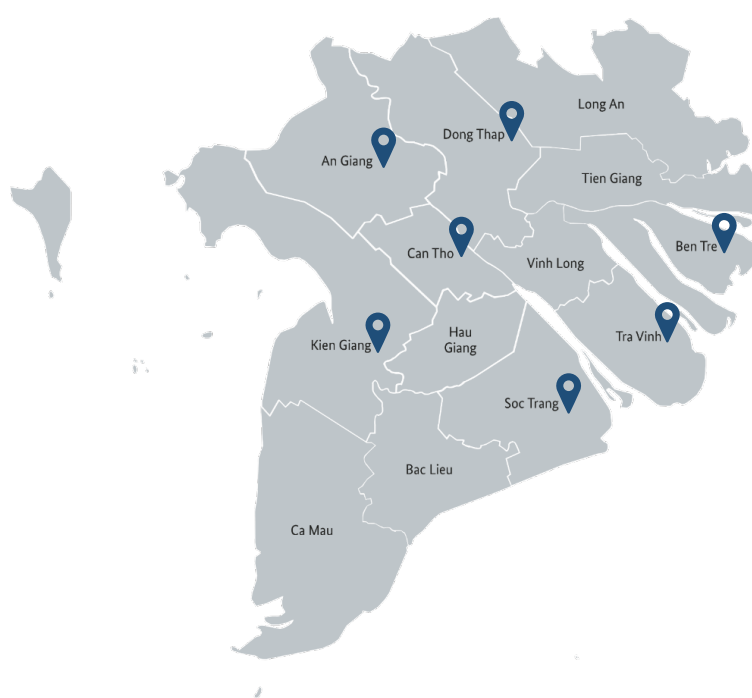 Long An
Dong Thap
An Giang
Tien Giang
Ben Tre
Can Tho
Vinh Long
Tra Vinh
Kien Giang
Hau
Giang
Soc Trang
Bac Lieu
Ca Mau